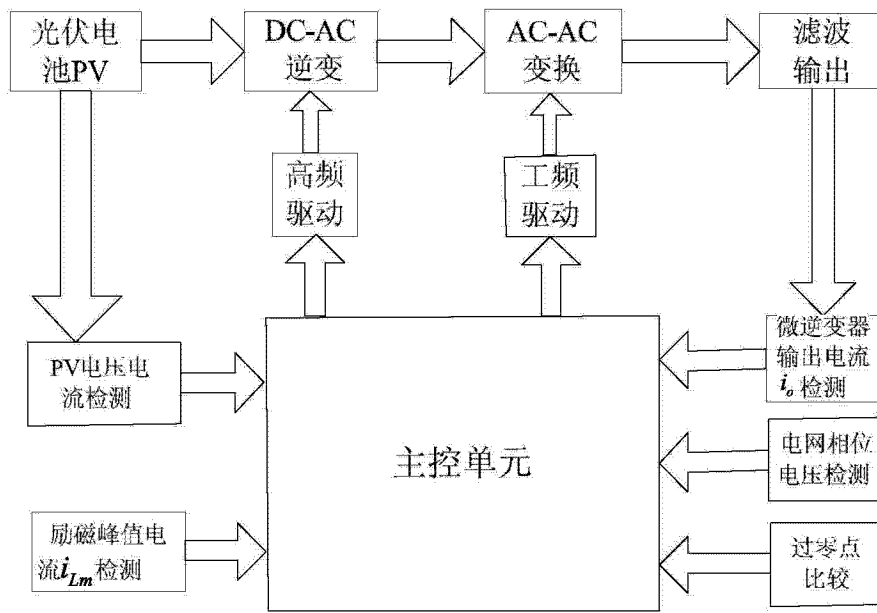 光伏电
池PV
DC-AC
逆变
AC-AC
变换
滤波
输出
高频
驱动
工频
驱动
PV电压电
流检测
微逆变器
输出电流
i_o 检测
主控单元
电网相位
电压检测
励磁峰值电
流i_{Lm}检测
过零点
比较